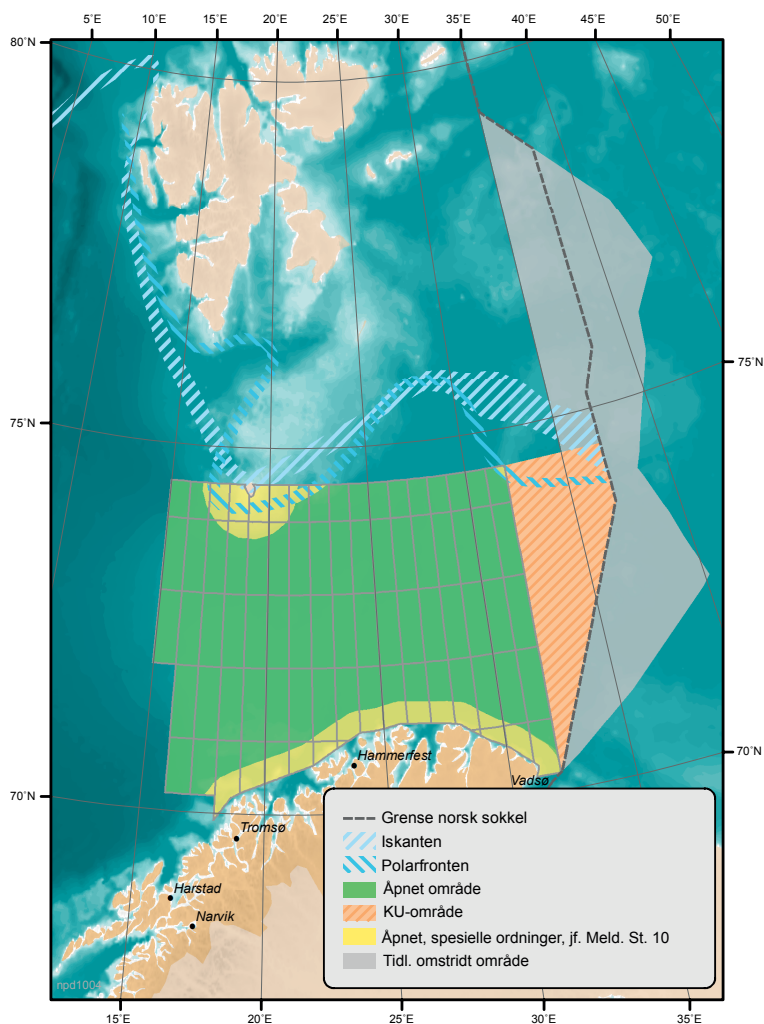 5˚E 10˚E 15˚E 20˚E 25˚E 30˚E 35˚E 40˚E 45˚E 50˚E
80˚N
75˚N
75˚N
70˚N
70˚N
Hammerfest
Vadsø
Tromsø
Harstad
Narvik
Grense norsk sokkel
Iskanten
Polarfronten
Åpnet område
KU-område
Åpnet, spesielle ordninger, jf. Meld. St. 10
Tidl. omstridt område
npd1004
15˚E 20˚E 25˚E 30˚E 35˚E